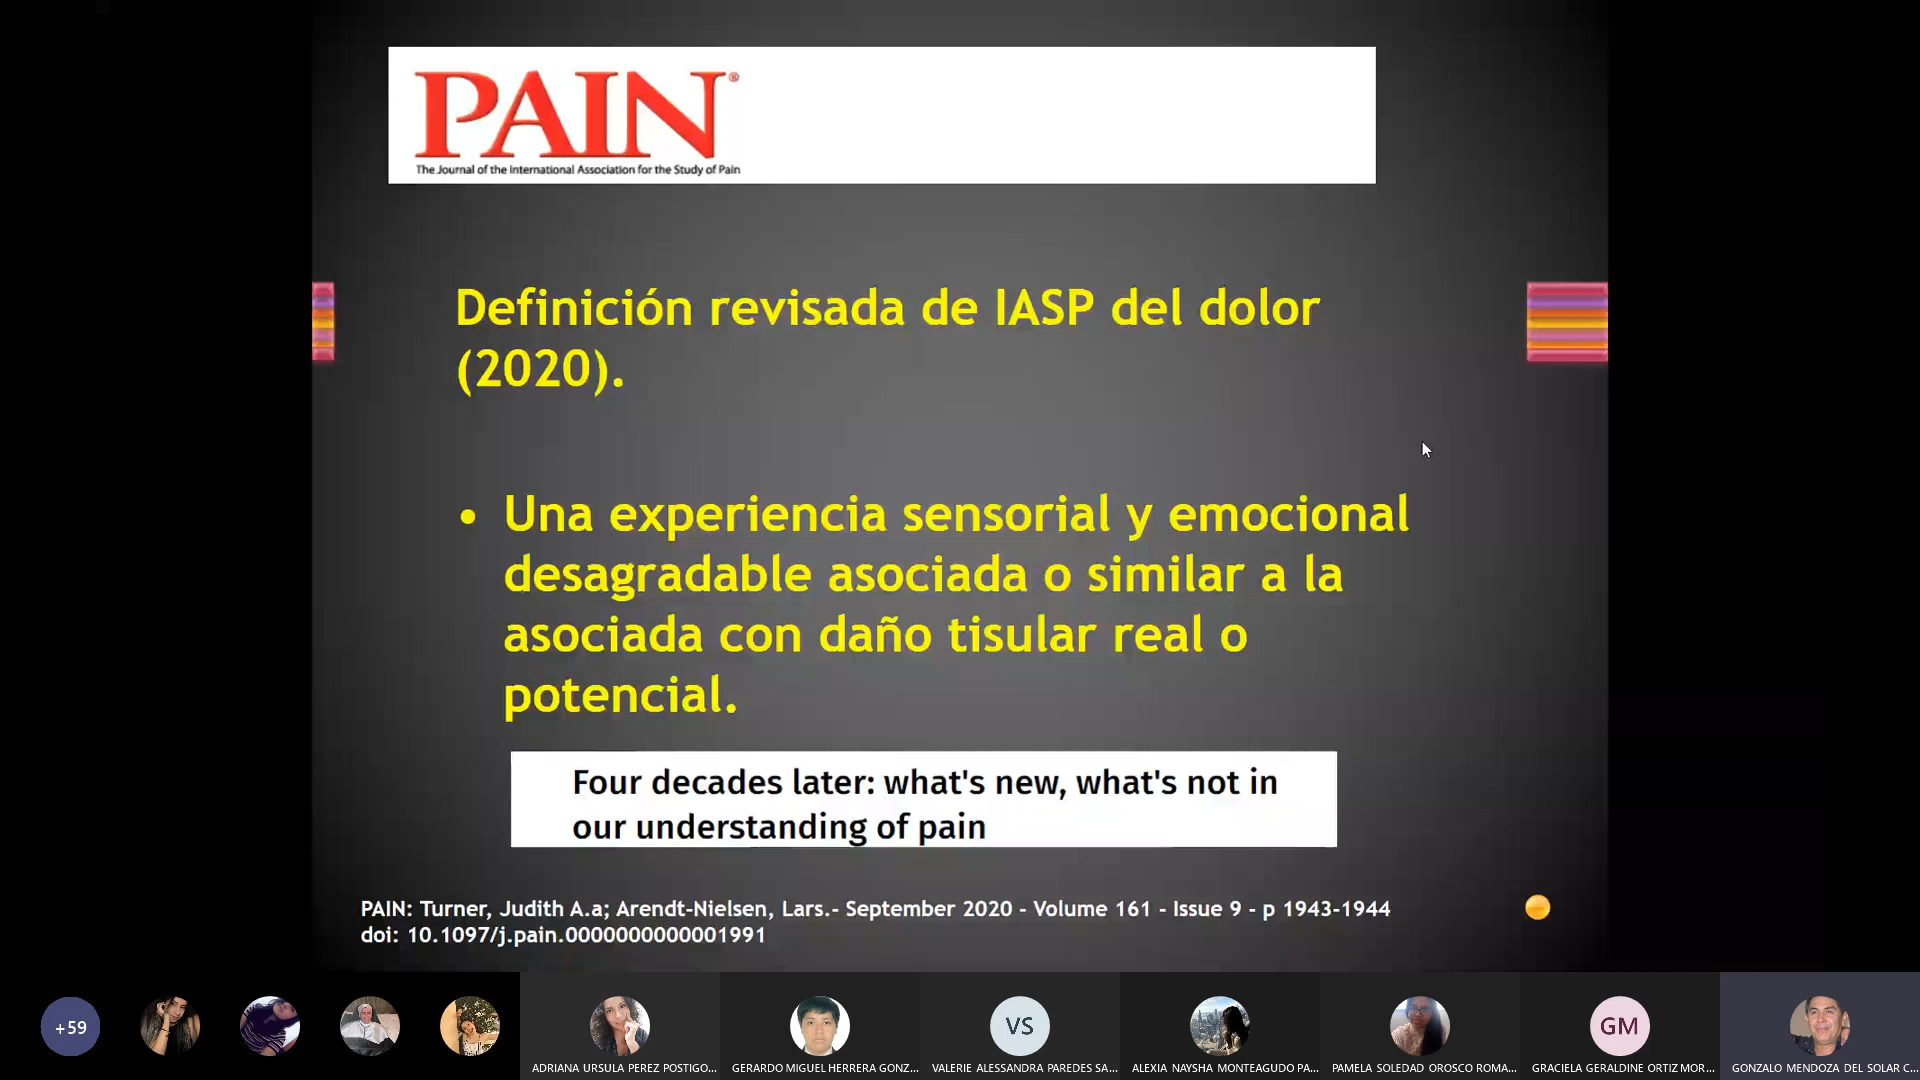 PAIN®
The Journal of the International Association for the Study of Pain
Definición revisada de IASP del dolor
(2020).
• Una experiencia sensorial y emocional
desagradable asociada o similar a la
asociada con daño tisular real o
potencial.
Four decades later: what's new, what's not in
our understanding of pain
PAIN: Turner, Judith A.a; Arendt-Nielsen, Lars.- September 2020 - Volume 161 - Issue 9 - p 1943-1944
doi: 10.1097/j.pain.0000000000001991
+59
VS
GM
ADRIANA URSULA PEREZ POSTIGO...
GERARDO MIGUEL HERRERA GONZ...
VALERIE ALESSANDRA PAREDES SA...
ALEXIA NAYSHA MONTEAGUDO PA...
PAMELA SOLEDAD OROSCO ROMA...
GRACIELA GERALDINE ORTIZ MOR...
GONZALO MENDOZA DEL SOLAR C...